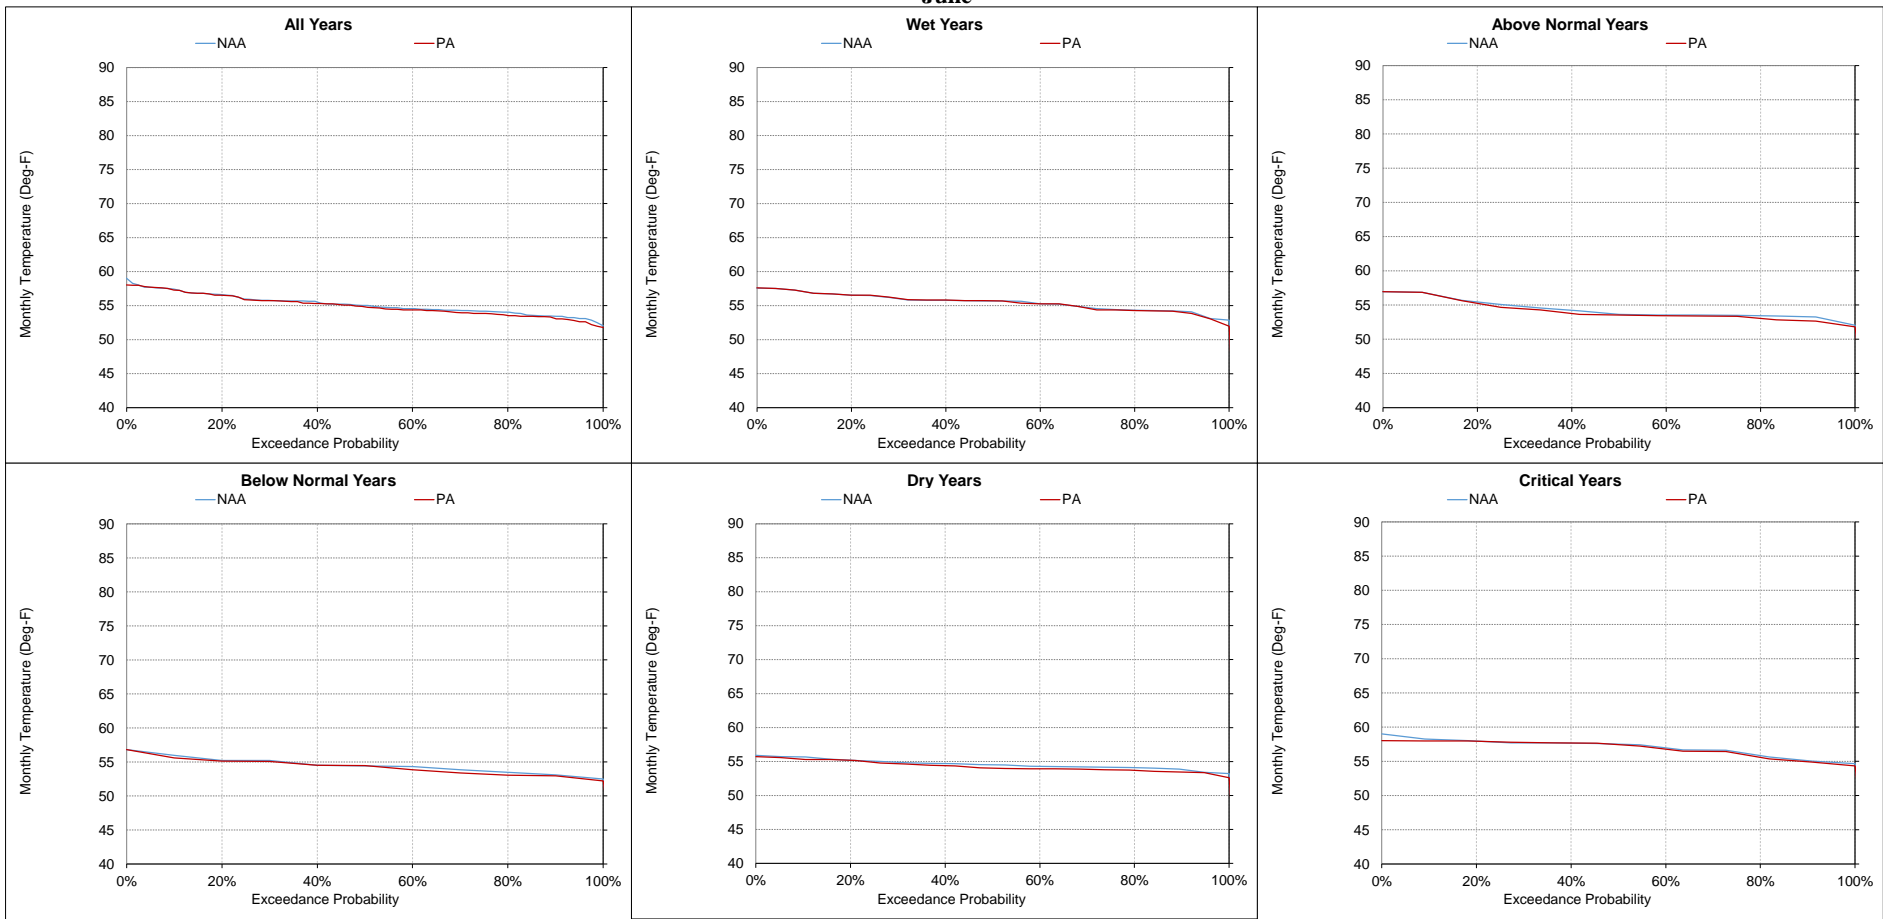 June
All Years
NAA PA
Monthly Temperature (Deg-F)
90
85
80
75
70
65
60
55
50
45
40
0% 20% 40% 60% 80% 100%
Exceedance Probability
Wet Years
NAA PA
Monthly Temperature (Deg-F)
90
85
80
75
70
65
60
55
50
45
40
0% 20% 40% 60% 80% 100%
Exceedance Probability
Above Normal Years
NAA PA
Monthly Temperature (Deg-F)
90
85
80
75
70
65
60
55
50
45
40
0% 20% 40% 60% 80% 100%
Exceedance Probability
Below Normal Years
NAA PA
Monthly Temperature (Deg-F)
90
85
80
75
70
65
60
55
50
45
40
0% 20% 40% 60% 80% 100%
Exceedance Probability
Dry Years
NAA PA
Monthly Temperature (Deg-F)
90
85
80
75
70
65
60
55
50
45
40
0% 20% 40% 60% 80% 100%
Exceedance Probability
Critical Years
NAA PA
Monthly Temperature (Deg-F)
90
85
80
75
70
65
60
55
50
45
40
0% 20% 40% 60% 80% 100%
Exceedance Probability